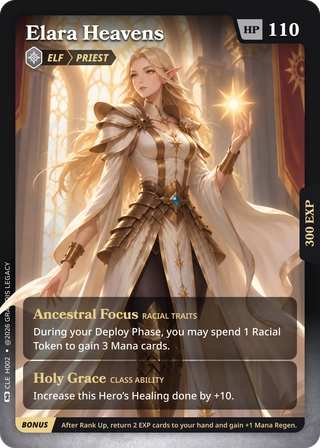 Elara Heavens
HP 110
ELF PRIEST
300 EXP
Ancestral Focus RACIAL TRAITS
During your Deploy Phase, you may spend 1 Racial
Token to gain 3 Mana cards.
Holy Grace CLASS ABILITY
Increase this Hero's Healing done by +10.
CLE H002 • @2026 GRANDIS LEGACY
BONUS After Rank Up, return 2 EXP cards to your hand and gain +1 Mana Regen.